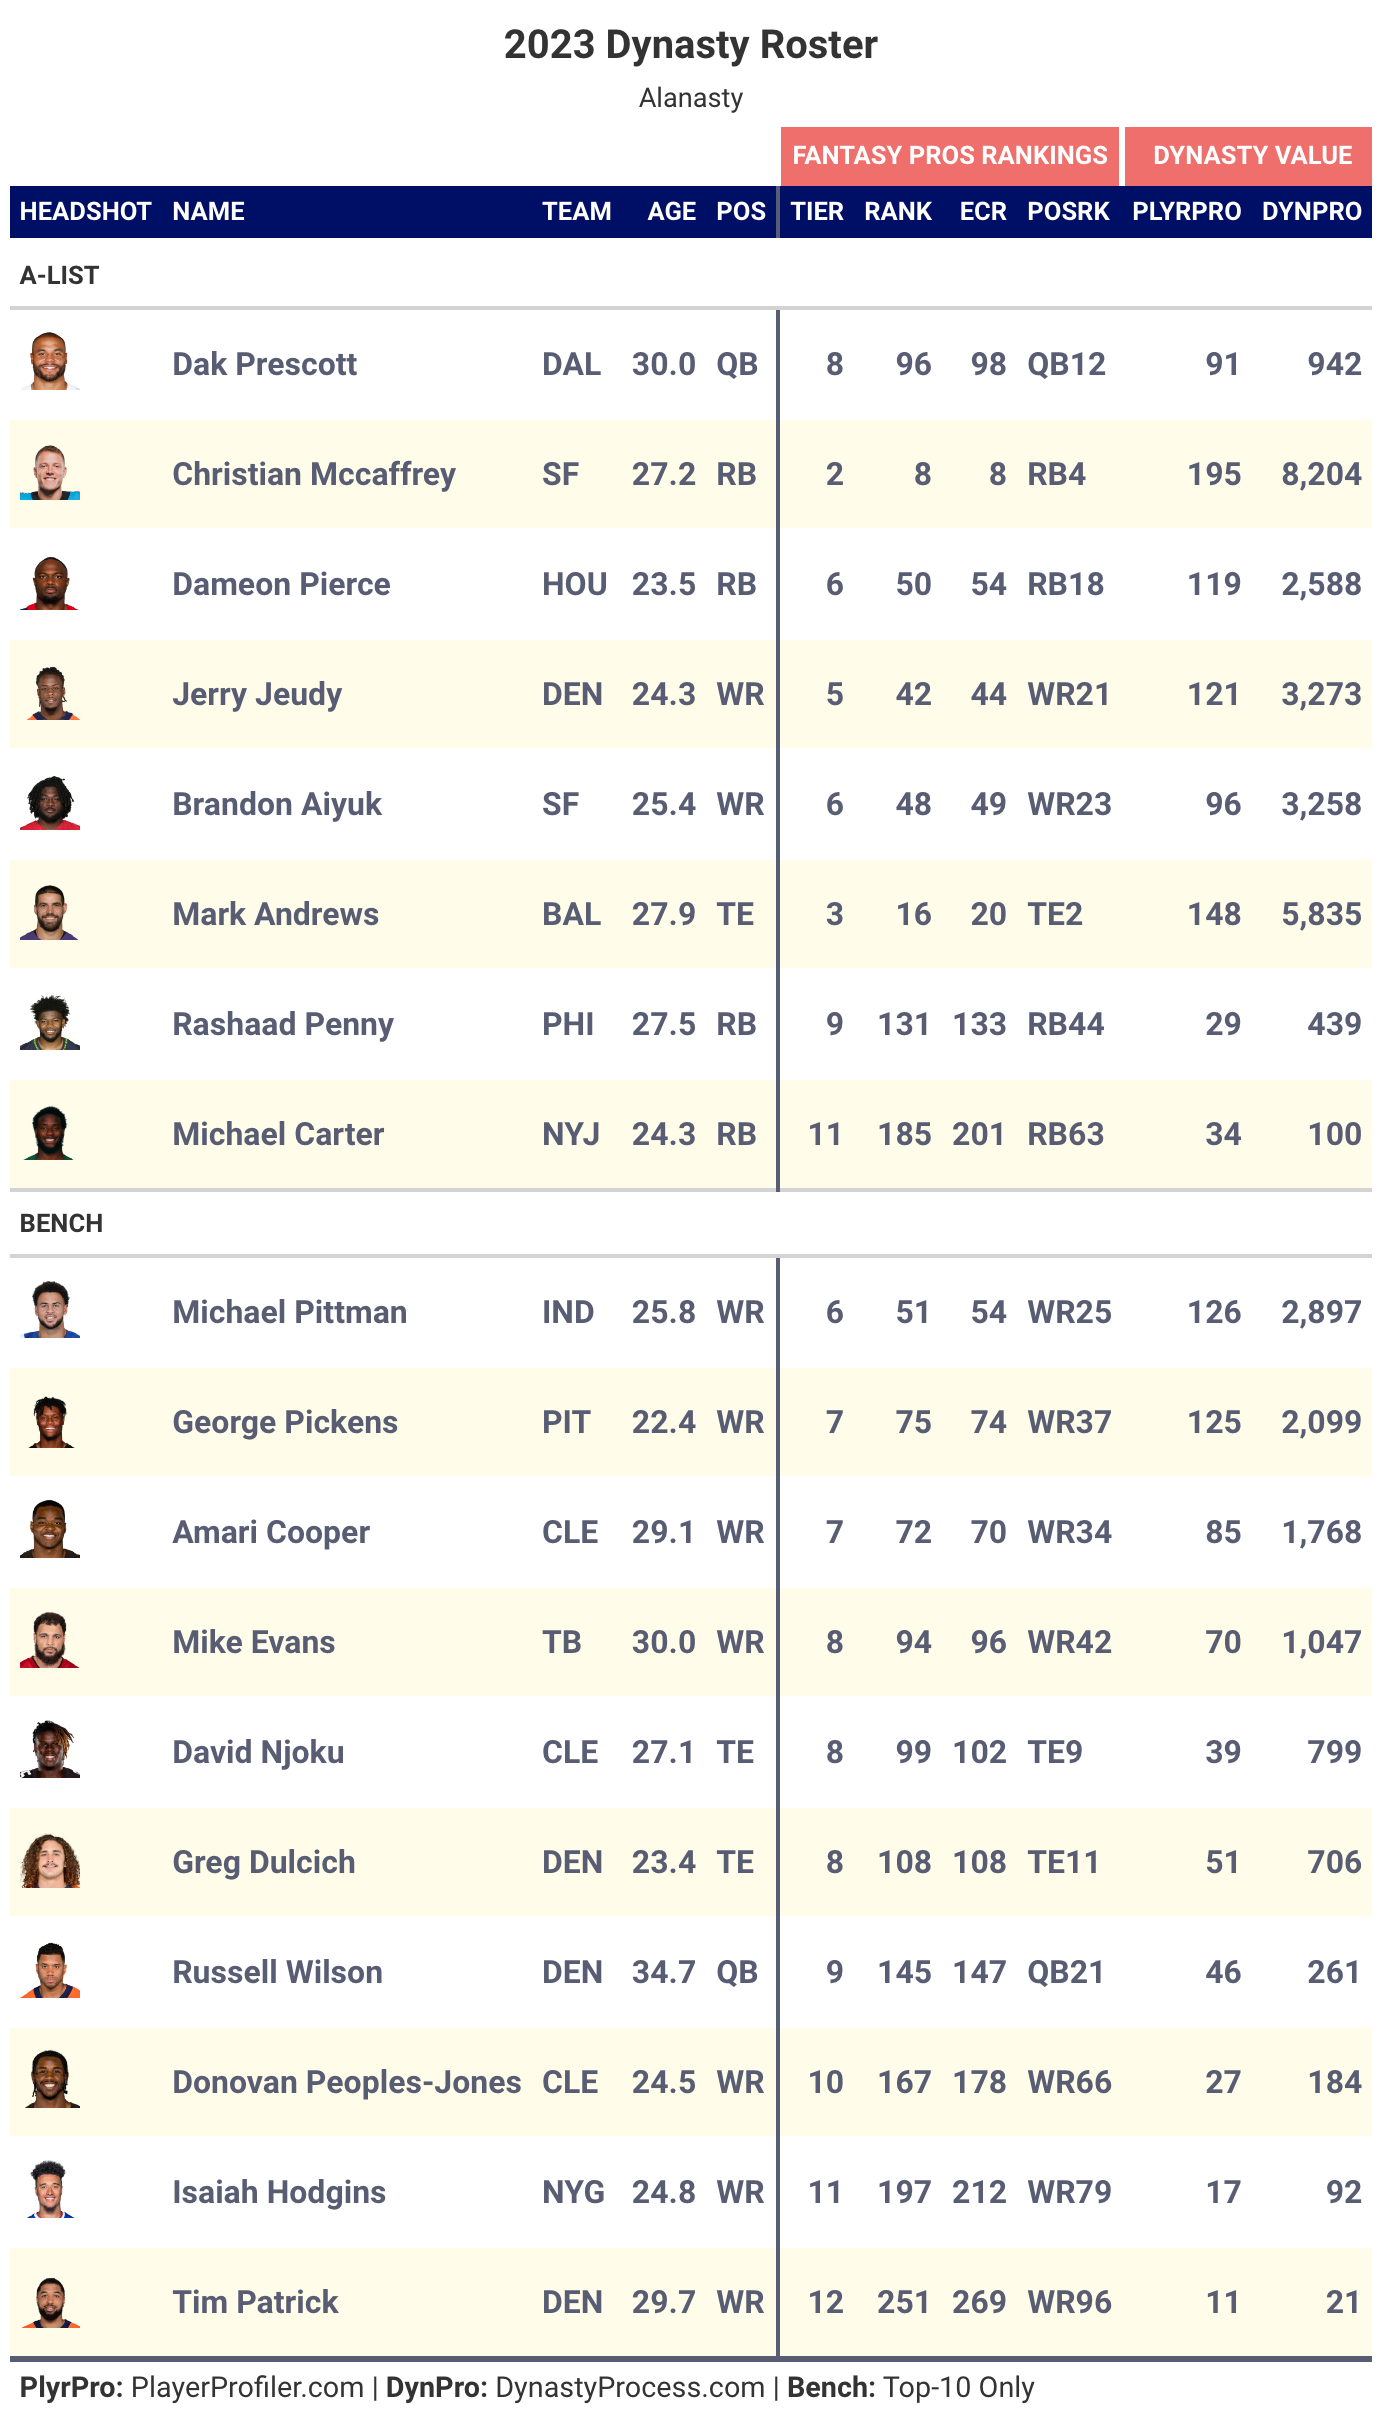 2023 Dynasty Roster
Alanasty
FANTASY PROS RANKINGS DYNASTY VALUE
HEADSHOT NAME TEAM AGE POS TIER RANK ECR POSRK PLYRPRO DYNPRO
A-LIST
Dak Prescott DAL 30.0 QB 8 96 98 QB12 91 942
Christian Mccaffrey SF 27.2 RB 2 8 8 RB4 195 8,204
Dameon Pierce HOU 23.5 RB 6 50 54 RB18 119 2,588
Jerry Jeudy DEN 24.3 WR 5 42 44 WR21 121 3,273
Brandon Aiyuk SF 25.4 WR 6 48 49 WR23 96 3,258
Mark Andrews BAL 27.9 TE 3 16 20 TE2 148 5,835
Rashaad Penny PHI 27.5 RB 9 131 133 RB44 29 439
Michael Carter NYJ 24.3 RB 11 185 201 RB63 34 100
BENCH
Michael Pittman IND 25.8 WR 6 51 54 WR25 126 2,897
George Pickens PIT 22.4 WR 7 75 74 WR37 125 2,099
Amari Cooper CLE 29.1 WR 7 72 70 WR34 85 1,768
Mike Evans TB 30.0 WR 8 94 96 WR42 70 1,047
David Njoku CLE 27.1 TE 8 99 102 TE9 39 799
Greg Dulcich DEN 23.4 TE 8 108 108 TE11 51 706
Russell Wilson DEN 34.7 QB 9 145 147 QB21 46 261
Donovan Peoples-Jones CLE 24.5 WR 10 167 178 WR66 27 184
Isaiah Hodgins NYG 24.8 WR 11 197 212 WR79 17 92
Tim Patrick DEN 29.7 WR 12 251 269 WR96 11 21
PlyrPro: PlayerProfiler.com | DynPro: DynastyProcess.com | Bench: Top-10 Only